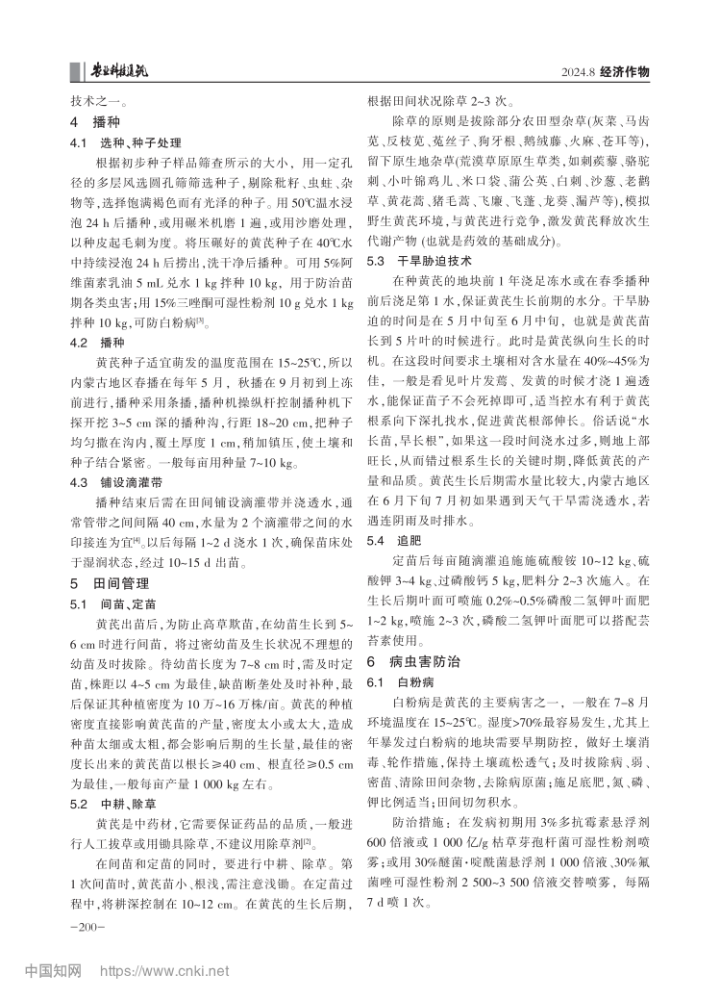 农业科技通讯
2024.8 经济作物
技术之一。
4 播种
4.1 选种、种子处理
根据初步种子样品筛查所示的大小，用一定孔
径的多层风选圆孔筛筛选种子,剔除秕籽、虫蛀、杂
物等,选择饱满褐色而有光泽的种子。用 50℃温水浸
泡 24 h 后播种,或用碾米机磨 1 遍,或用沙磨处理,
以种皮起毛刺为度。将压碾好的黄芪种子在 40℃水
中持续浸泡 24 h 后捞出,洗干净后播种。可用 5%阿
维菌素乳油 5 mL 兑水 1 kg 拌种 10 kg，用于防治苗
期各类虫害;用 15%三唑酮可湿性粉剂 10 g 兑水 1 kg
拌种 10 kg,可防白粉病[3]。
4.2 播种
黄芪种子适宜萌发的温度范围在 15~25℃,所以
内蒙古地区春播在每年 5 月，秋播在 9 月初到上冻
前进行,播种采用条播,播种机操纵杆控制播种机下
探开挖 3~5 cm 深的播种沟,行距 18~20 cm,把种子
均匀撒在沟内,覆土厚度 1 cm,稍加镇压,使土壤和
种子结合紧密。一般每亩用种量 7~10 kg。
4.3 铺设滴灌带
播种结束后需在田间铺设滴灌带并浇透水,通
常管带之间间隔 40 cm,水量为 2 个滴灌带之间的水
印接连为宜[4]。以后每隔 1~2 d 浇水 1 次,确保苗床处
于湿润状态,经过 10~15 d 出苗。
5 田间管理
5.1 间苗、定苗
黄芪出苗后,为防止高草欺苗,在幼苗生长到 5~
6 cm 时进行间苗，将过密幼苗及生长状况不理想的
幼苗及时拔除。待幼苗长度为 7~8 cm 时,需及时定
苗,株距以 4~5 cm 为最佳,缺苗断垄处及时补种,最
后保证其种植密度为 10 万~16 万株/亩。黄芪的种植
密度直接影响黄芪苗的产量,密度太小或太大,造成
种苗太细或太粗,都会影响后期的生长量,最佳的密
度长出来的黄芪苗以根长≥40 cm、根直径≥0.5 cm
为最佳,一般每亩产量 1 000 kg 左右。
5.2 中耕、除草
黄芪是中药材,它需要保证药品的品质,一般进
行人工拔草或用锄具除草,不建议用除草剂[2]。
在间苗和定苗的同时，要进行中耕、除草。第
1 次间苗时,黄芪苗小、根浅,需注意浅锄。在定苗过
程中,将耕深控制在 10~12 cm。在黄芪的生长后期,
根据田间状况除草 2~3 次。
除草的原则是拔除部分农田型杂草(灰菜、马齿
苋、反枝苋、菟丝子、狗牙根、鹅绒藤、火麻、苍耳等),
留下原生地杂草(荒漠草原原生草类,如刺蒺藜、骆驼
刺、小叶锦鸡儿、米口袋、蒲公英、白刺、沙葱、老鹳
草、黄花蒿、猪毛蒿、飞廉、飞蓬、龙葵、漏芦等),模拟
野生黄芪环境,与黄芪进行竞争,激发黄芪释放次生
代谢产物 (也就是药效的基础成分)。
5.3 干旱胁迫技术
在种黄芪的地块前 1 年浇足冻水或在春季播种
前后浇足第 1 水,保证黄芪生长前期的水分。干旱胁
迫的时间是在 5 月中旬至 6 月中旬，也就是黄芪苗
长到 5 片叶的时候进行。此时是黄芪纵向生长的时
机。在这段时间要求土壤相对含水量在 40%~45%为
佳，一般是看见叶片发蔫、发黄的时候才浇 1 遍透
水,能保证苗子不会死掉即可,适当控水有利于黄芪
根系向下深扎找水,促进黄芪根部伸长。俗话说“水
长苗,旱长根”,如果这一段时间浇水过多,则地上部
旺长,从而错过根系生长的关键时期,降低黄芪的产
量和品质。黄芪生长后期需水量比较大,内蒙古地区
在 6 月下旬 7 月初如果遇到天气干旱需浇透水,若
遇连阴雨及时排水。
5.4 追肥
定苗后每亩随滴灌追施施硫酸铵 10~12 kg、硫
酸钾 3~4 kg、过磷酸钙 5 kg,肥料分 2~3 次施入。在
生长后期叶面可喷施 0.2%~0.5%磷酸二氢钾叶面肥
1~2 kg,喷施 2~3 次,磷酸二氢钾叶面肥可以搭配芸
苔素使用。
6 病虫害防治
6.1 白粉病
白粉病是黄芪的主要病害之一，一般在 7-8 月
环境温度在 15~25℃。湿度>70%最容易发生,尤其上
年暴发过白粉病的地块需要早期防控，做好土壤消
毒、轮作措施,保持土壤疏松透气;及时拔除病、弱、
密苗、清除田间杂物,去除病原菌;施足底肥,氮、磷、
钾比例适当;田间切勿积水。
防治措施：在发病初期用 3%多抗霉素悬浮剂
600 倍液或 1 000 亿/g 枯草芽孢杆菌可湿性粉剂喷
雾;或用 30%醚菌·啶酰菌悬浮剂 1 000 倍液、30%氟
菌唑可湿性粉剂 2 500~3 500 倍液交替喷雾，每隔
7 d 喷 1 次。
-200-
中国知网 https://www.cnki.net